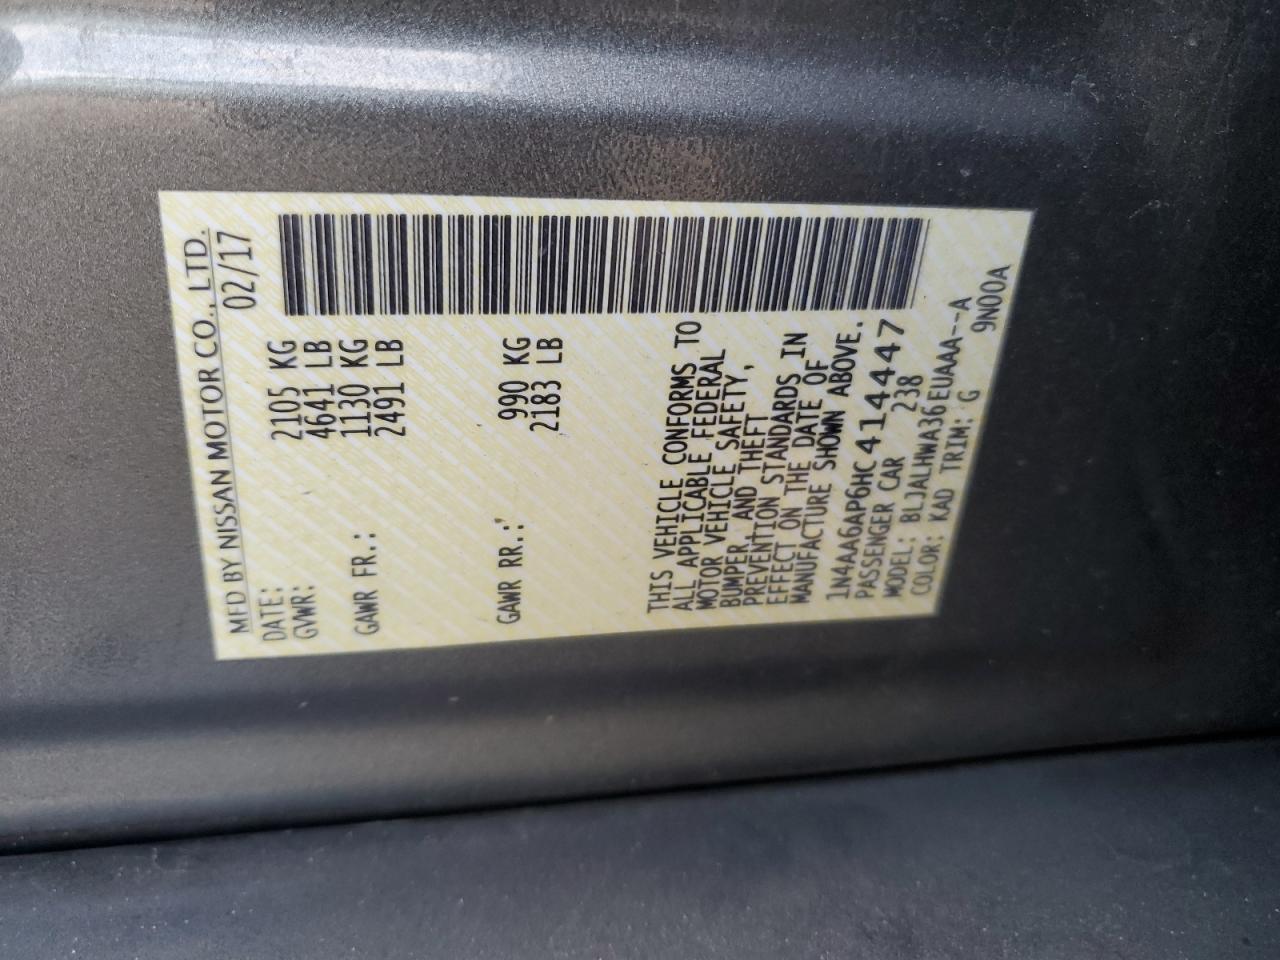 MFD BY NISSAN MOTOR CO., LTD.
DATE: 02/17
GVWR: 2105 KG
4641 LB
GAWR FR.: 1130 KG
2491 LB
GAWR RR.: 990 KG
2183 LB
THIS VEHICLE CONFORMS TO
ALL APPLICABLE FEDERAL
MOTOR VEHICLE SAFETY,
BUMPER AND THEFT
PREVENTION STANDARDS IN
EFFECT ON THE DATE OF
MANUFACTURE SHOWN ABOVE.
1N4AA6AP6HC414447
PASSENGER CAR 238
MODEL: BLJALHWA36EUAAA--A
COLOR: KAD TRIM: G 9N00A